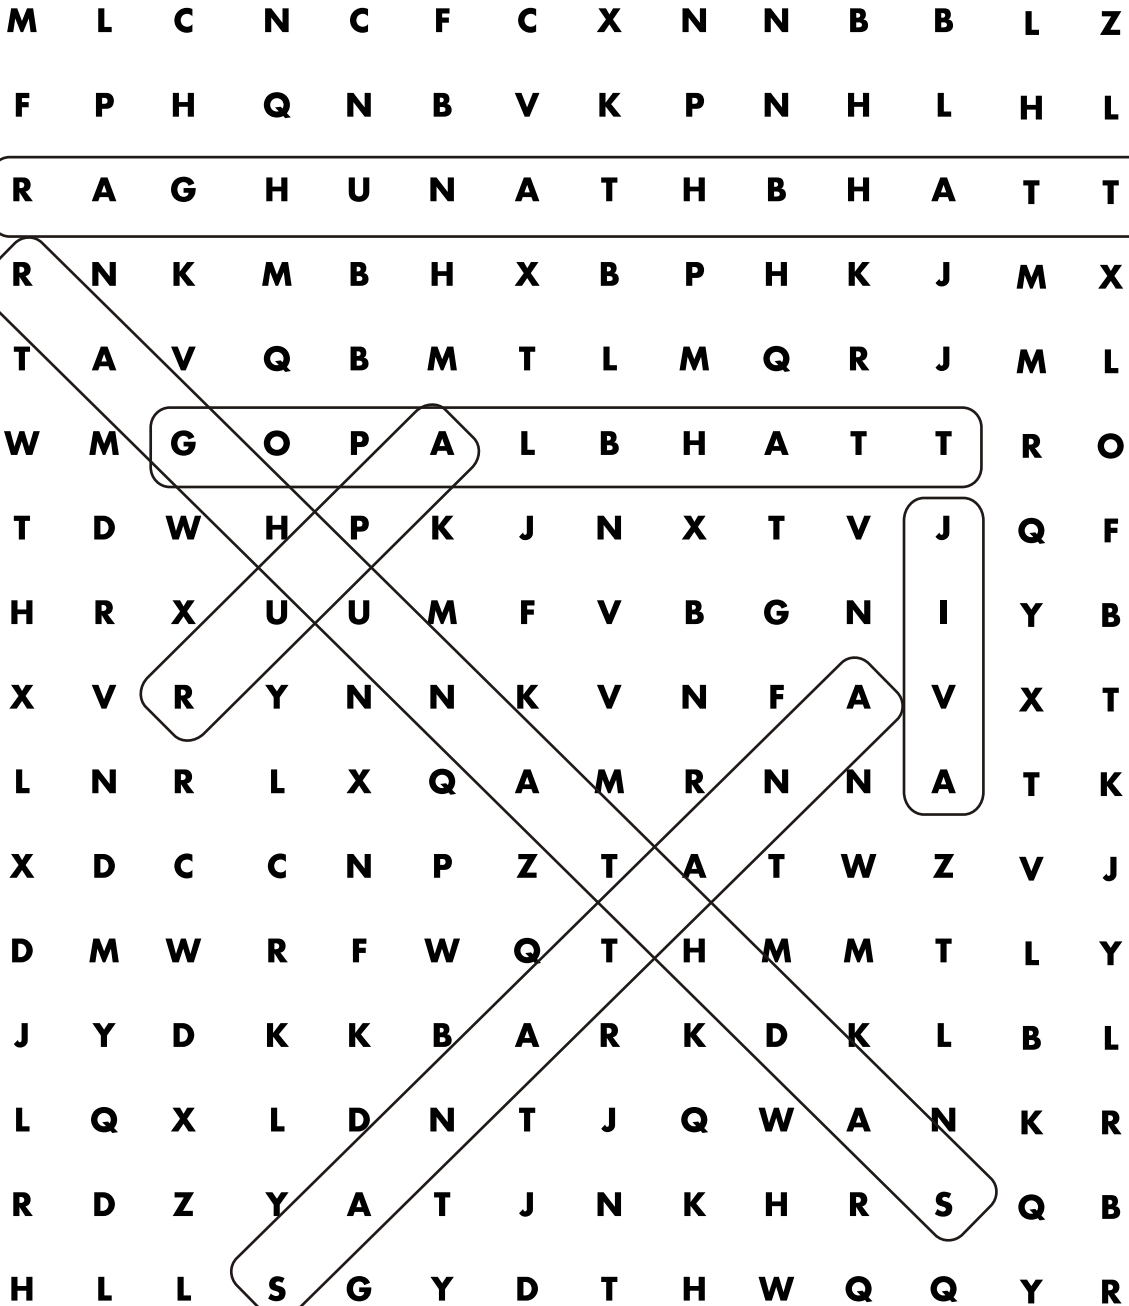 M L C N C F C X N N B B L Z
F P H Q N B V K P N H L H L
R A G H U N A T H B H A T T
R N K M B H X B P H K J M X
T A V Q B M T L M Q R J M L
W M G O P A L B H A T T R O
T D W H P K J N X T V J Q F
H R X U U M F V B G N I Y B
X V R Y N N K V N F A V X T
L N R L X Q A M R N N A T K
X D C C N P Z T A T W Z V J
D M W R F W Q T H M M T L Y
J Y D K K B A R K D K L B L
L Q X L D N T J Q W A N K R
R D Z Y A T J N K H R S Q B
H L L S G Y D T H W Q Q Y R